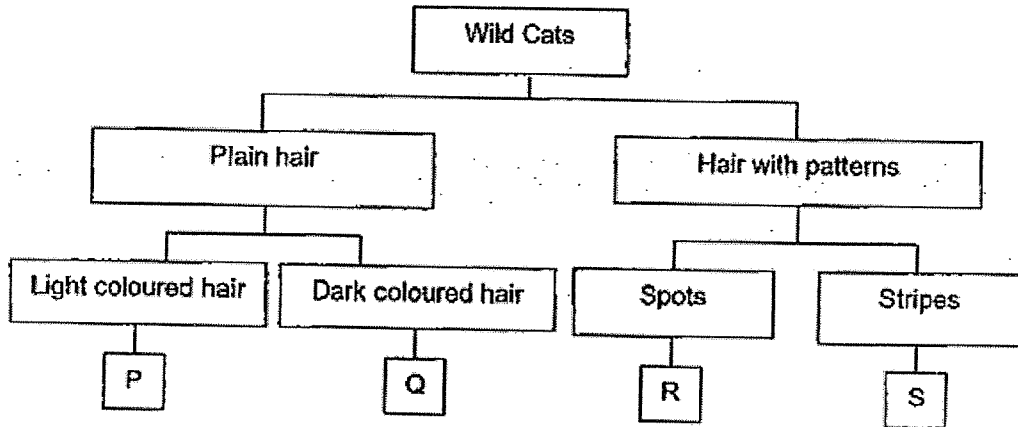 Wild Cats
Plain hair
Hair with patterns
Light coloured hair
Dark coloured hair
Spots
Stripes
P
Q
R
S